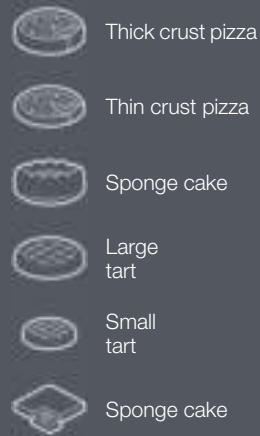 Thick crust pizza
Thin crust pizza
Sponge cake
Large
tart
Small
tart
Sponge cake